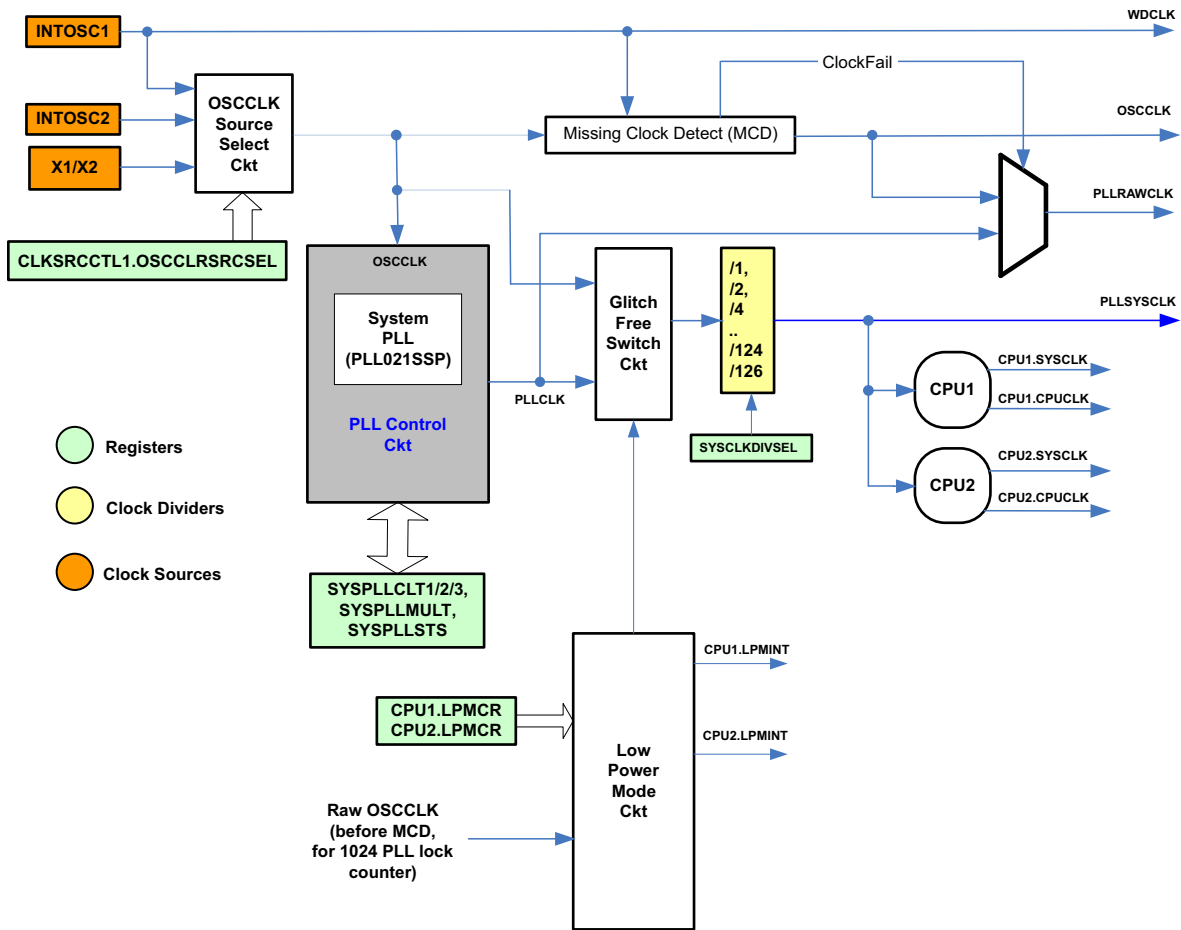 INTOSC1
WDCLK
ClockFail
INTOSC2
OSCCLK
Source
Select
Ckt
Missing Clock Detect (MCD)
OSCCLK
X1/X2
PLLRAWCLK
CLKSRCCTL1.OSCCLRSRCSEL
OSCCLK
System
PLL
(PLL021SSP)
PLL Control
Ckt
PLLCLK
Glitch
Free
Switch
Ckt
/1,
/2,
/4
..
/124
/126
PLLSYSCLK
SYSCLKDIVSEL
CPU1
CPU1.SYSCLK
CPU1.CPUCLK
CPU2
CPU2.SYSCLK
CPU2.CPUCLK
Registers
Clock Dividers
Clock Sources
SYSPLLCLT1/2/3,
SYSPLLMULT,
SYSPLLSTS
CPU1.LPMCR
CPU2.LPMCR
Low
Power
Mode
Ckt
CPU1.LPMINT
CPU2.LPMINT
Raw OSCCLK
(before MCD,
for 1024 PLL lock
counter)